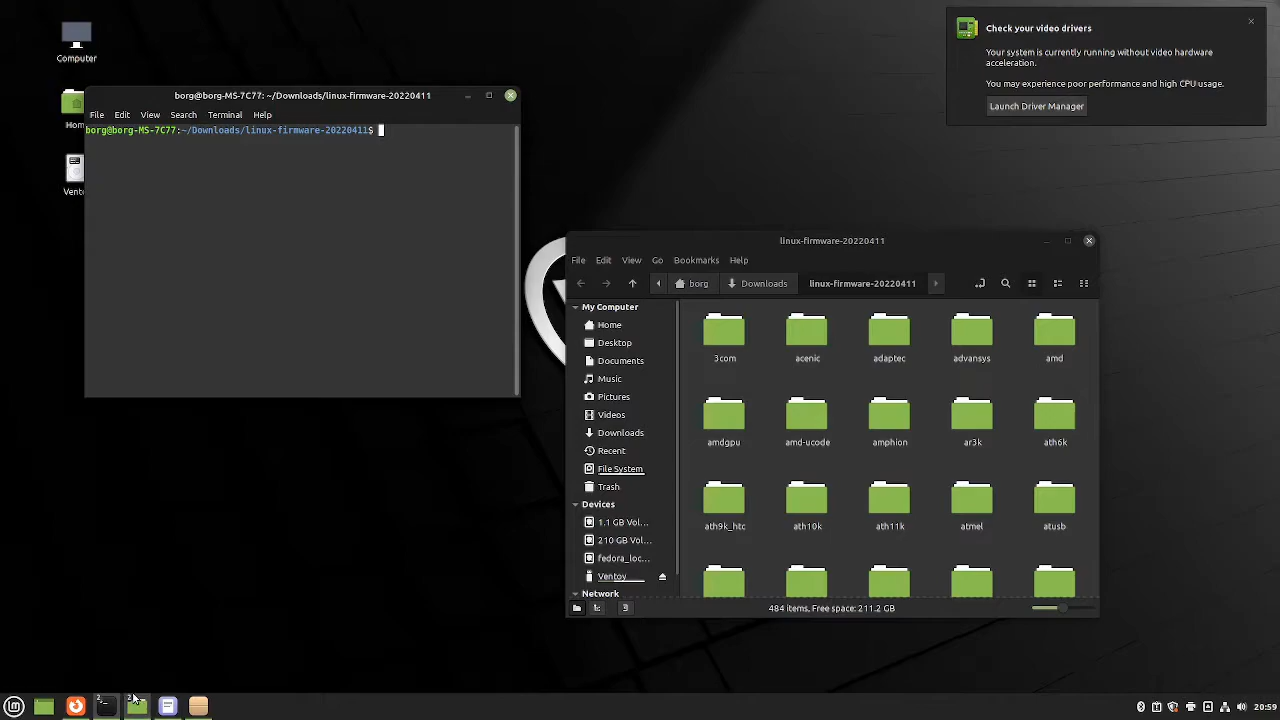 Computer
Hom
Vento
Check your video drivers
Your system is currently running without video hardware
acceleration.
You may experience poor performance and high CPU usage.
Launch Driver Manager
borg@borg-MS-7C77: ~/Downloads/linux-firmware-20220411
File Edit View Search Terminal Help
borg@borg-MS-7C77:~/Downloads/linux-firmware-20220411$
linux-firmware-20220411
File Edit View Go Bookmarks Help
borg Downloads linux-firmware-20220411
My Computer
Home
Desktop
Documents
Music
Pictures
Videos
Downloads
Recent
File System
Trash
Devices
1.1 GB Vol...
210 GB Vol...
fedora_loc...
Ventoy
Network
3com acenic adaptec advansys amd
amdgpu amd-ucode amphion ar3k ath6k
ath9k_htc ath10k ath11k atmel atusb
484 items, Free space: 211.2 GB
2 2 20:59